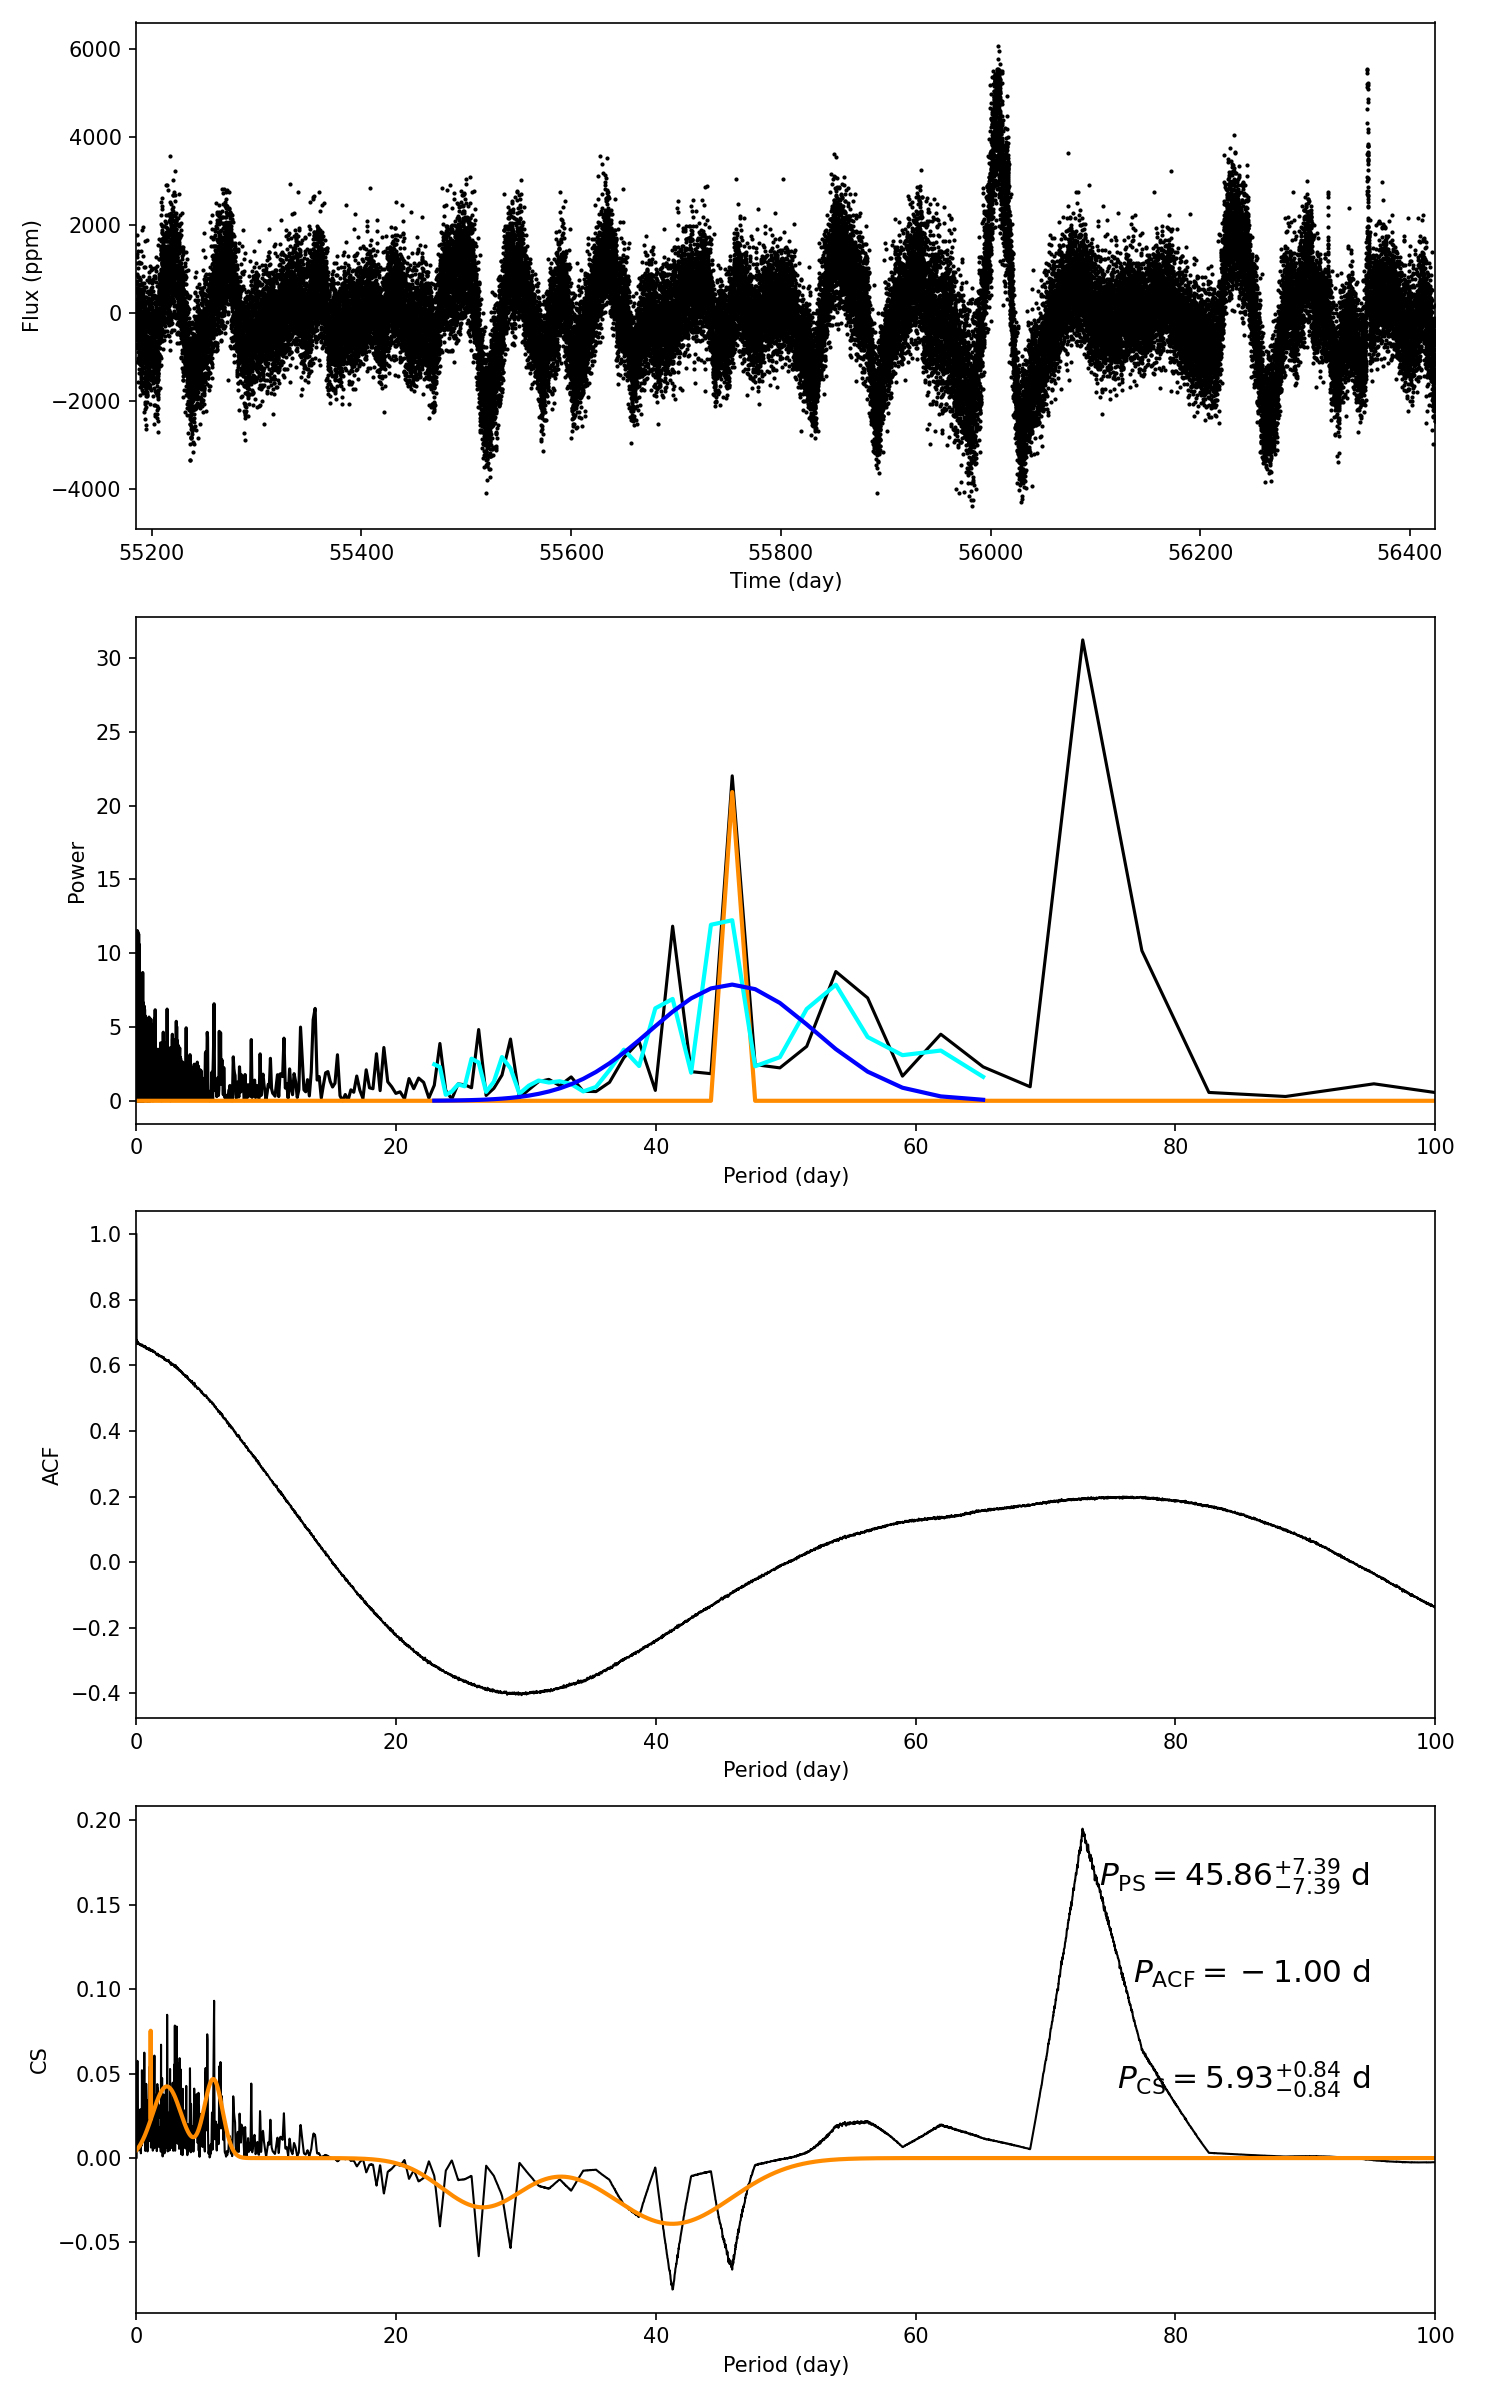 6000
4000
2000
0
−2000
−4000
Flux (ppm)
55200 55400 55600 55800 56000 56200 56400
Time (day)
30
25
20
15
10
5
0
Power
0 20 40 60 80 100
Period (day)
1.0
0.8
0.6
0.4
0.2
0.0
−0.2
−0.4
ACF
0 20 40 60 80 100
Period (day)
0.20
0.15
0.10
0.05
0.00
−0.05
CS
P_PS = 45.86 +7.39 −7.39 d
P_ACF = −1.00 d
P_CS = 5.93 +0.84 −0.84 d
0 20 40 60 80 100
Period (day)